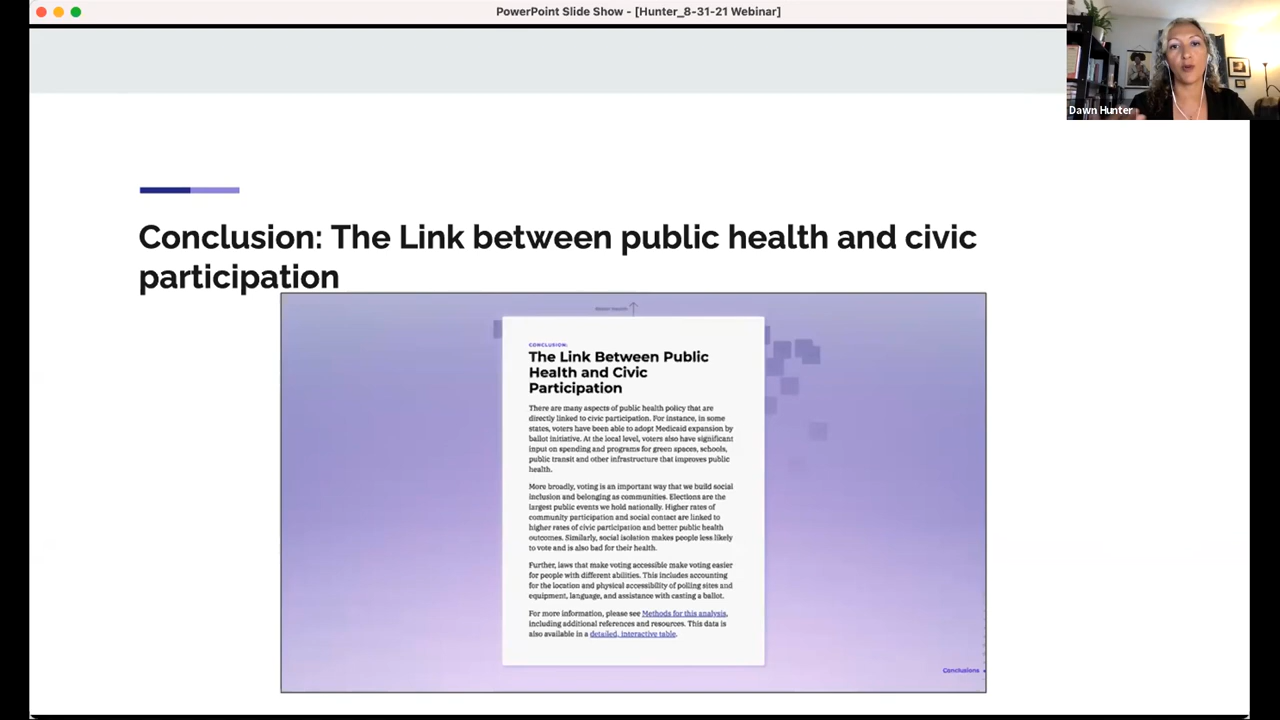 PowerPoint Slide Show - [Hunter_8-31-21 Webinar]
Dawn Hunter
Conclusion: The Link between public health and civic
participation
CONCLUSION:
The Link Between Public
Health and Civic
Participation
There are many aspects of public health policy that are
directly linked to civic participation. For instance, in some
states, voters have been able to adopt Medicaid expansion by
ballot initiative. At the local level, voters also have significant
input on spending and programs for green spaces, schools,
public transit and other infrastructure that improves public
health.
More broadly, voting is an important way that we build social
inclusion and belonging as communities. Elections are the
largest public events we hold nationally. Higher rates of
community participation and social contact are linked to
higher rates of civic participation and better public health
outcomes. Similarly, social isolation makes people less likely
to vote and is also bad for their health.
Further, laws that make voting accessible make voting easier
for people with different abilities. This includes accounting
for the location and physical accessibility of polling sites and
equipment, language, and assistance with casting a ballot.
For more information, please see Methods for this analysis,
including additional references and resources. This data is
also available in a detailed, interactive table.
Conclusions